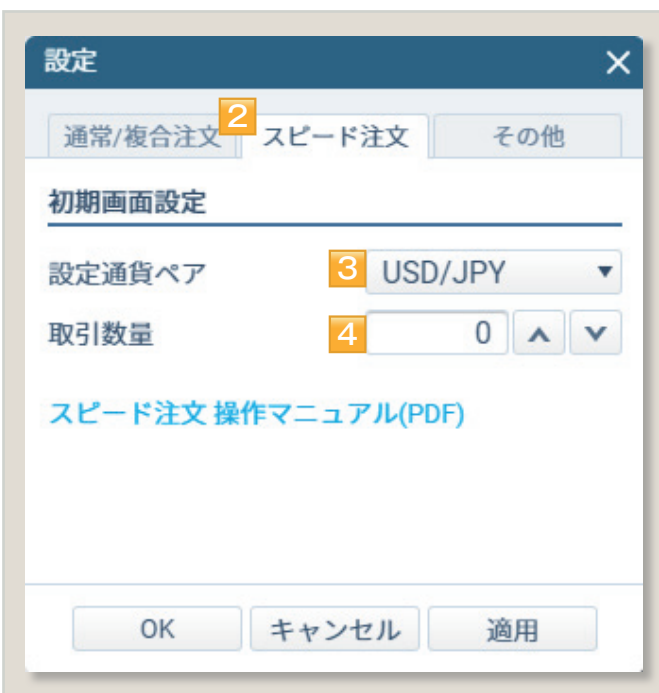 設定
通常/複合注文 2 スピード注文 その他
初期画面設定
設定通貨ペア 3 USD/JPY
取引数量 4 0
スピード注文 操作マニュアル(PDF)
OK キャンセル 適用